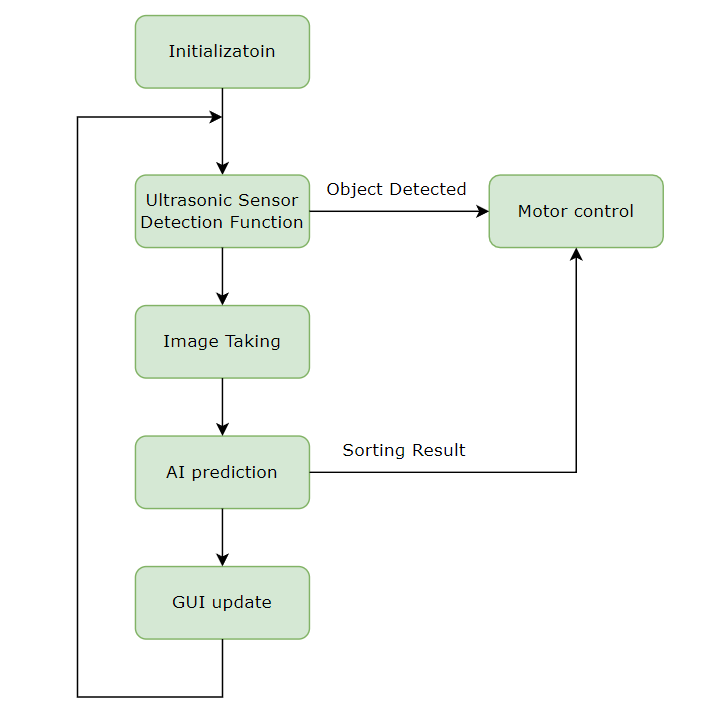 Initializatoin
Ultrasonic Sensor
Detection Function
Object Detected
Motor control
Image Taking
AI prediction
Sorting Result
GUI update